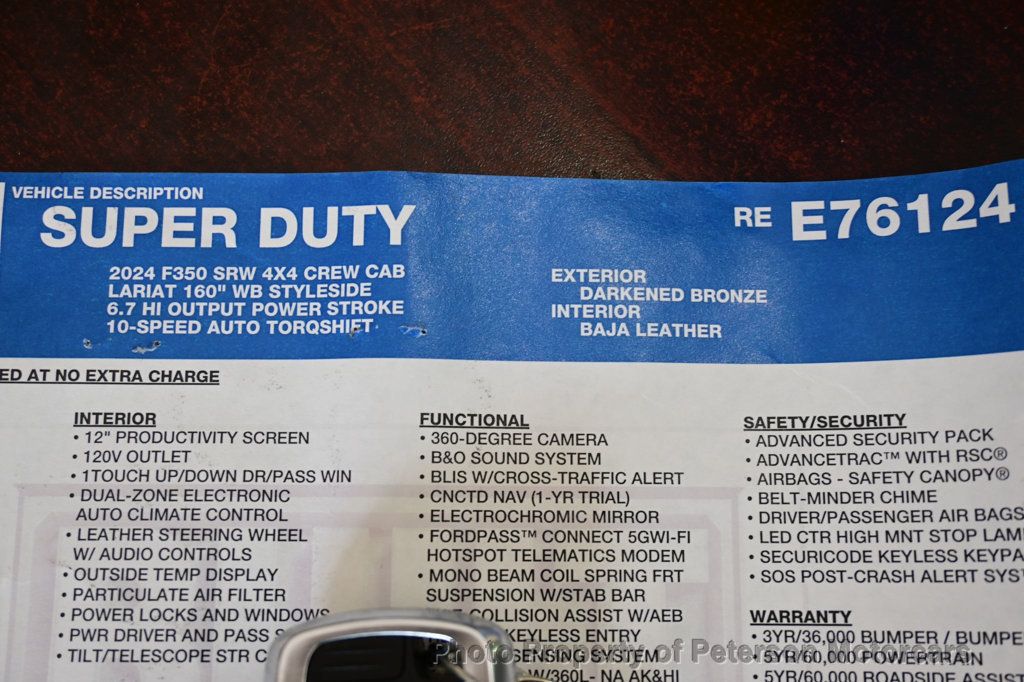 VEHICLE DESCRIPTION
SUPER DUTY
RE E76124
2024 F350 SRW 4X4 CREW CAB
LARIAT 160" WB STYLESIDE
6.7 HI OUTPUT POWER STROKE
10-SPEED AUTO TORQSHIFT
EXTERIOR
DARKENED BRONZE
INTERIOR
BAJA LEATHER
ED AT NO EXTRA CHARGE
INTERIOR
• 12" PRODUCTIVITY SCREEN
• 120V OUTLET
• 1TOUCH UP/DOWN DR/PASS WIN
• DUAL-ZONE ELECTRONIC
AUTO CLIMATE CONTROL
• LEATHER STEERING WHEEL
W/ AUDIO CONTROLS
• OUTSIDE TEMP DISPLAY
• PARTICULATE AIR FILTER
• POWER LOCKS AND WINDOWS
• PWR DRIVER AND PASS S
• TILT/TELESCOPE STR C
FUNCTIONAL
• 360-DEGREE CAMERA
• B&O SOUND SYSTEM
• BLIS W/CROSS-TRAFFIC ALERT
• CNCTD NAV (1-YR TRIAL)
• ELECTROCHROMIC MIRROR
• FORDPASS™ CONNECT 5GWI-FI
HOTSPOT TELEMATICS MODEM
• MONO BEAM COIL SPRING FRT
SUSPENSION W/STAB BAR
COLLISION ASSIST W/AEB
KEYLESS ENTRY
SENSING SYSTEM
W/360L- NA AK&HI
SAFETY/SECURITY
• ADVANCED SECURITY PACK
• ADVANCETRAC™ WITH RSC®
• AIRBAGS - SAFETY CANOPY®
• BELT-MINDER CHIME
• DRIVER/PASSENGER AIR BAGS
• LED CTR HIGH MNT STOP LAM
• SECURICODE KEYLESS KEYPA
• SOS POST-CRASH ALERT SYS
WARRANTY
• 3YR/36,000 BUMPER / BUMPE
• 5YR/60,000 POWERTRAIN
• 5YR/60,000 ROADSIDE ASSIST
Photo Property of Peterson Motorcars